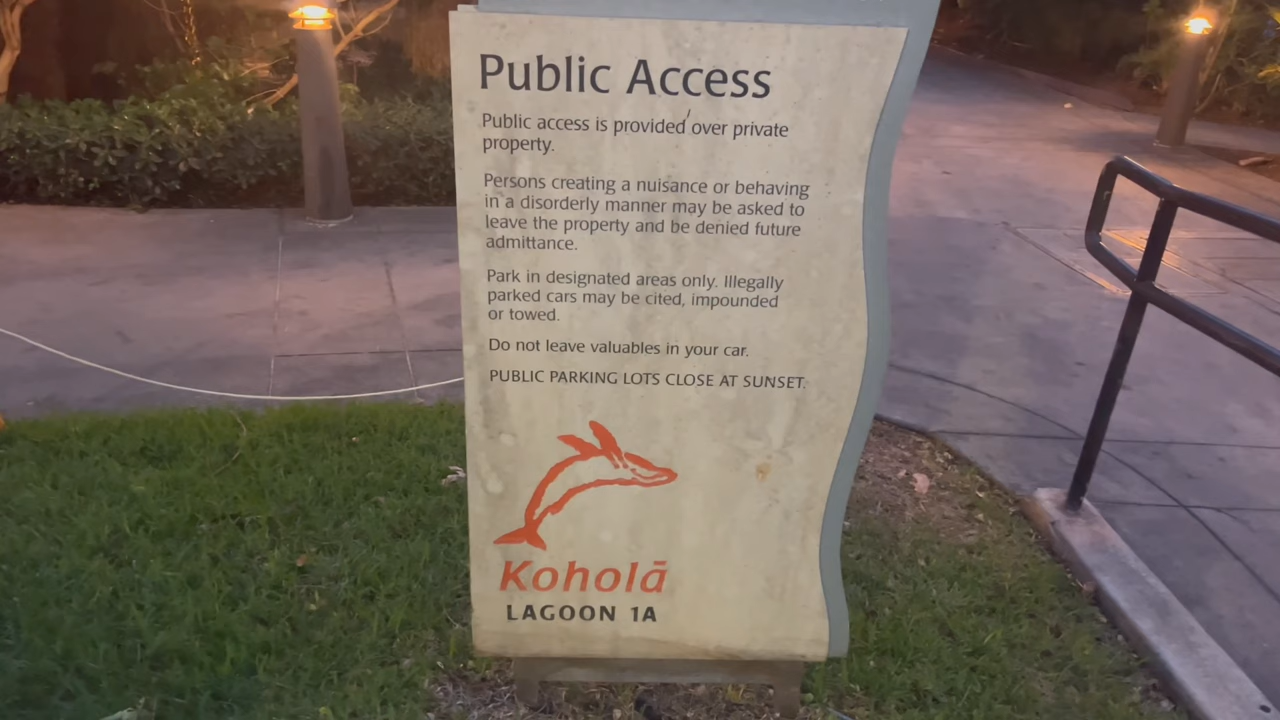 Public Access
Public access is provided over private
property.
Persons creating a nuisance or behaving
in a disorderly manner may be asked to
leave the property and be denied future
admittance.
Park in designated areas only. Illegally
parked cars may be cited, impounded
or towed.
Do not leave valuables in your car.
PUBLIC PARKING LOTS CLOSE AT SUNSET.
Koholā
LAGOON 1A